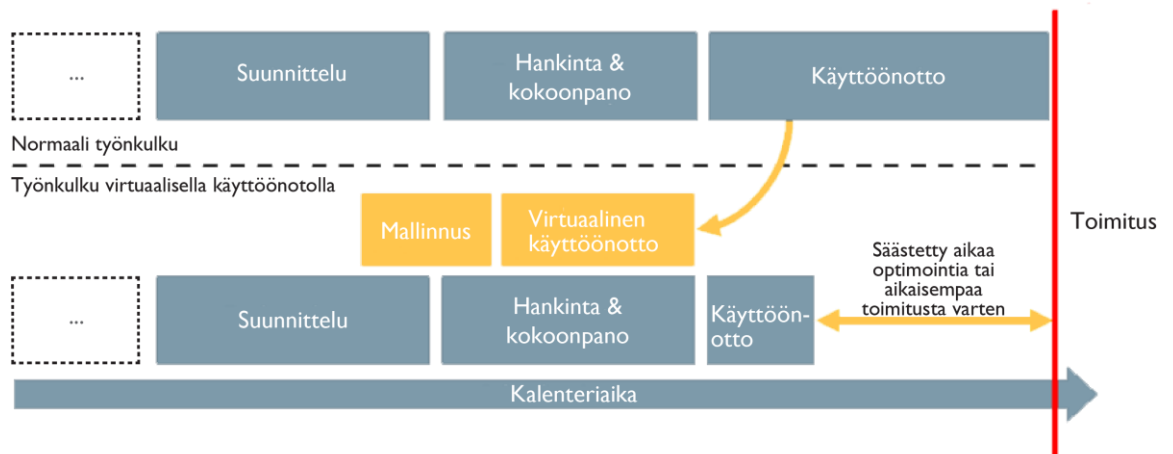 ...
Suunnittelu
Hankinta &
kokoonpano
Käyttöönotto
Normaali työnkulku
Työnkulku virtuaalisella käyttöönotolla
Mallinnus
Virtuaalinen
käyttöönotto
Toimitus
Säästetty aikaa
optimointia tai
aikaisempaa
toimitusta varten
...
Suunnittelu
Hankinta &
kokoonpano
Käyttöön-
otto
Kalenteriaika